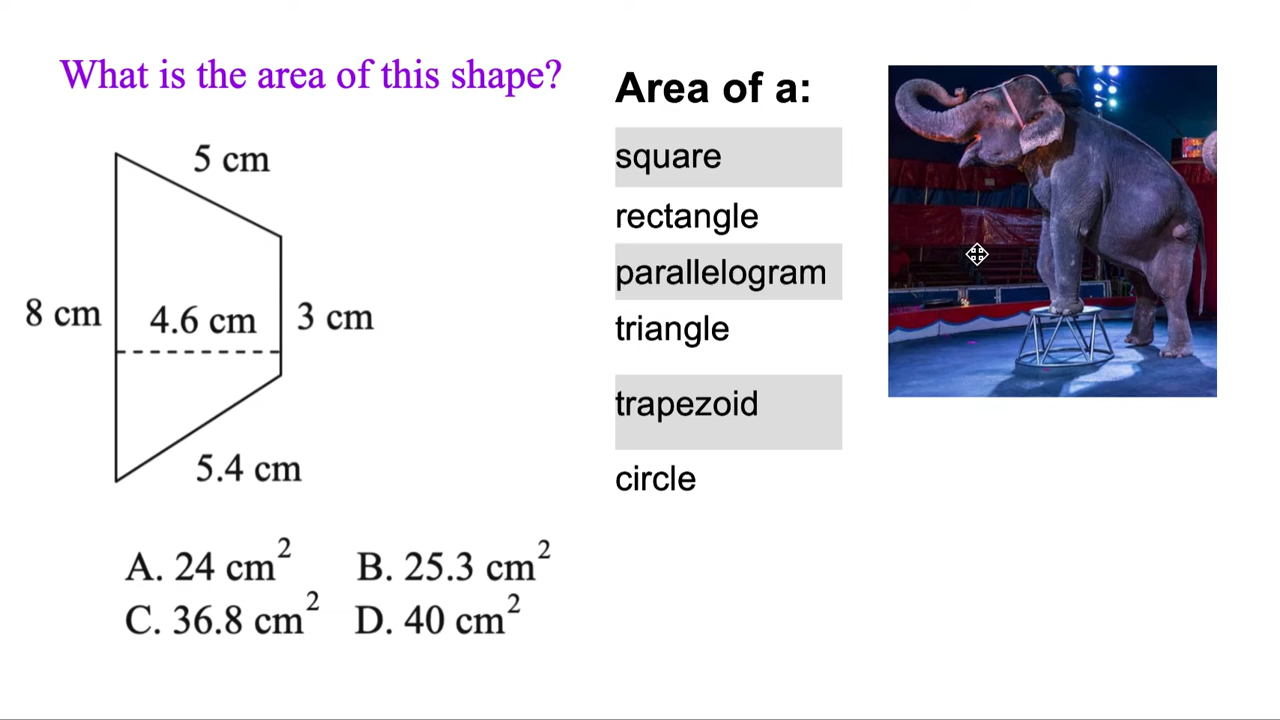 What is the area of this shape?
5 cm
8 cm
4.6 cm
3 cm
5.4 cm
A. 24 cm²
B. 25.3 cm²
C. 36.8 cm²
D. 40 cm²
Area of a:
square
rectangle
parallelogram
triangle
trapezoid
circle